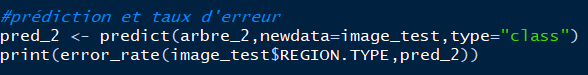 #prédiction et taux d'erreur
pred_2 <- predict(arbre_2,newdata=image_test,type="class")
print(error_rate(image_test$REGION.TYPE,pred_2))